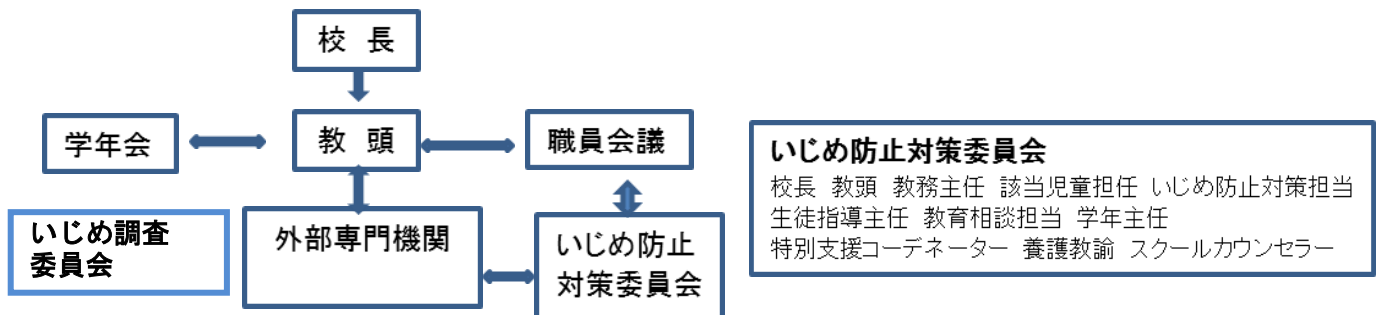 校 長
学年会
教 頭
職員会議
いじめ調査
委員会
外部専門機関
いじめ防止
対策委員会
いじめ防止対策委員会
校長 教頭 教務主任 該当児童担任 いじめ防止対策担当
生徒指導主任 教育相談担当 学年主任
特別支援コーデネーター 養護教諭 スクールカウンセラー